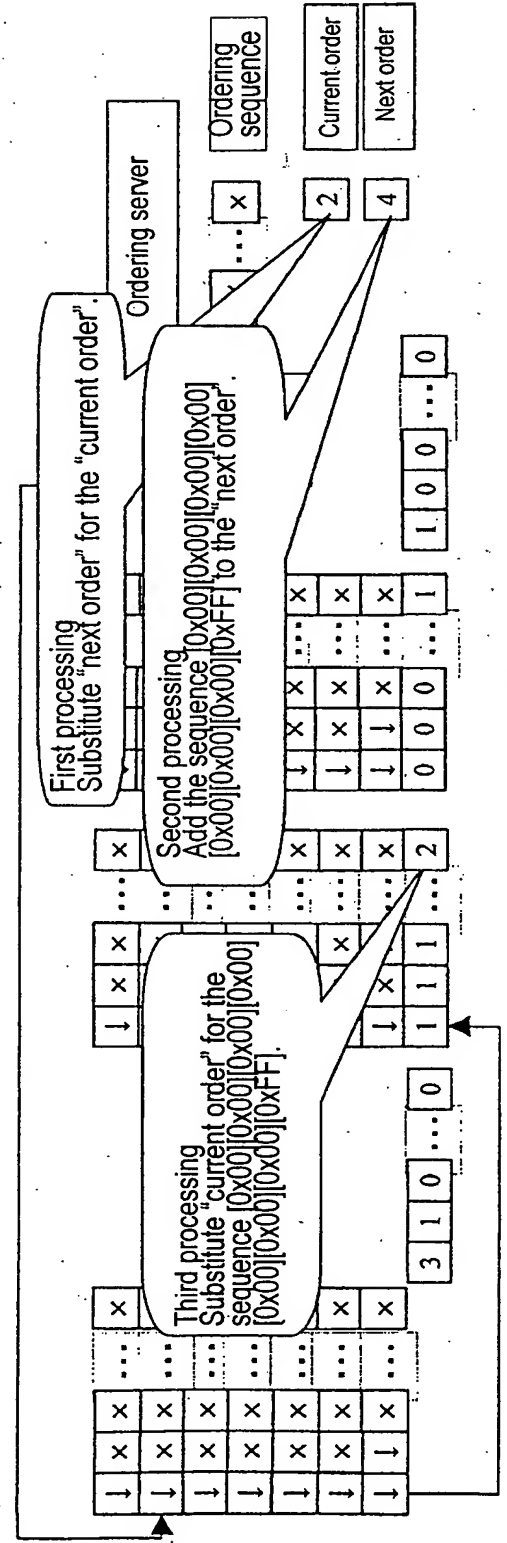 Ordering server
Ordering sequence
Current order
Next order
× 
2
4
First processing
Substitute "next order" for the "current order".
Second processing
Add the sequence [0x00][0x00][0x00][0x00]
[0x00][0x00][0x00][0xFF] to the "next order".
Third processing
Substitute "current order" for the
sequence [0x00][0x00][0x00][0x00]
[0x00][0x00][0x00][0xFF].
↓ × × … ×
↓ × × … ×
↓ × × … ×
↓ × × … ×
↓ × × … ×
↓ × × … ×
↓ ↓ × … ×
3 1 0 … 0
↓ × × … ×
1 1 1 … 2
↓ × × … ×
↓ × × … ×
↓ ↓ × … ×
0 0 0 … 1
1 0 0 … 0